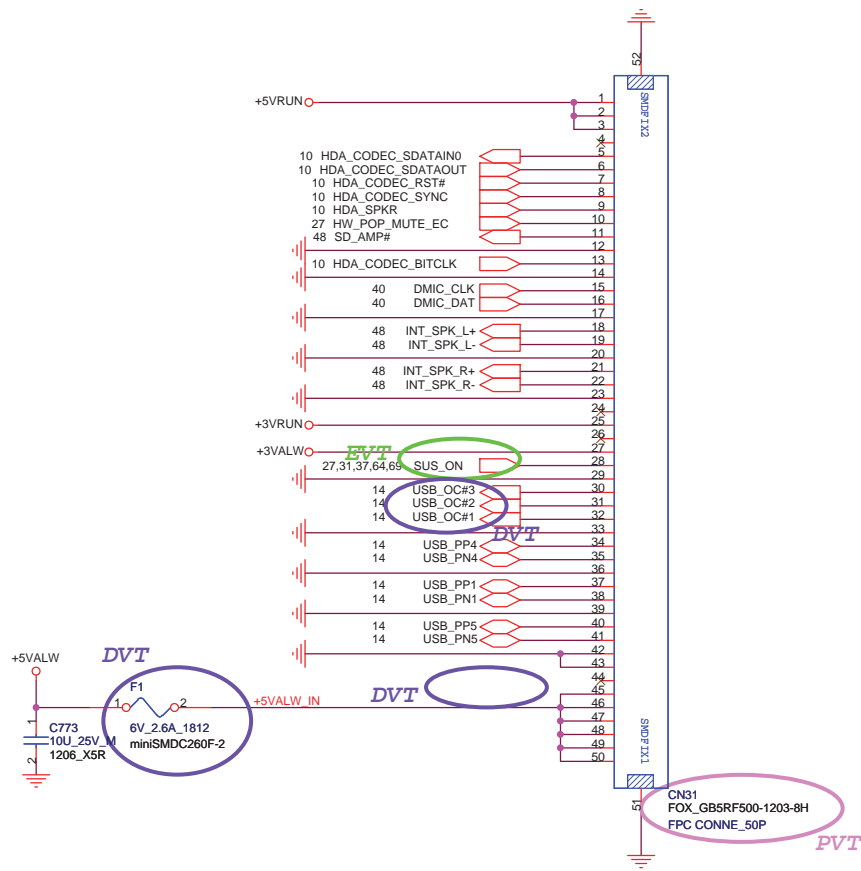 52
SMDFIX2
+5VRUN 1
2
3
4
10 HDA_CODEC_SDATAIN0 5
10 HDA_CODEC_SDATAOUT 6
10 HDA_CODEC_RST# 7
10 HDA_CODEC_SYNC 8
10 HDA_SPKR 9
27 HW_POP_MUTE_EC 10
48 SD_AMP# 11
12
10 HDA_CODEC_BITCLK 13
14
40 DMIC_CLK 15
40 DMIC_DAT 16
17
48 INT_SPK_L+ 18
48 INT_SPK_L- 19
20
48 INT_SPK_R+ 21
48 INT_SPK_R- 22
23
24
+3VRUN 25
26
+3VALW 27
EVT
27,31,37,64,69 SUS_ON 28
29
14 USB_OC#3 30
14 USB_OC#2 31
14 USB_OC#1 32
DVT
33
14 USB_PP4 34
14 USB_PN4 35
36
14 USB_PP1 37
14 USB_PN1 38
39
14 USB_PP5 40
14 USB_PN5 41
42
43
44
45
+5VALW
DVT
DVT
F1
1 2 +5VALW_IN 46
47
48
49
50
SMDFIX1
1 C773
10U_25V_M
1206_X5R
2
6V_2.6A_1812
miniSMDC260F-2
51
CN31
FOX_GB5RF500-1203-8H
FPC CONNE_50P
PVT